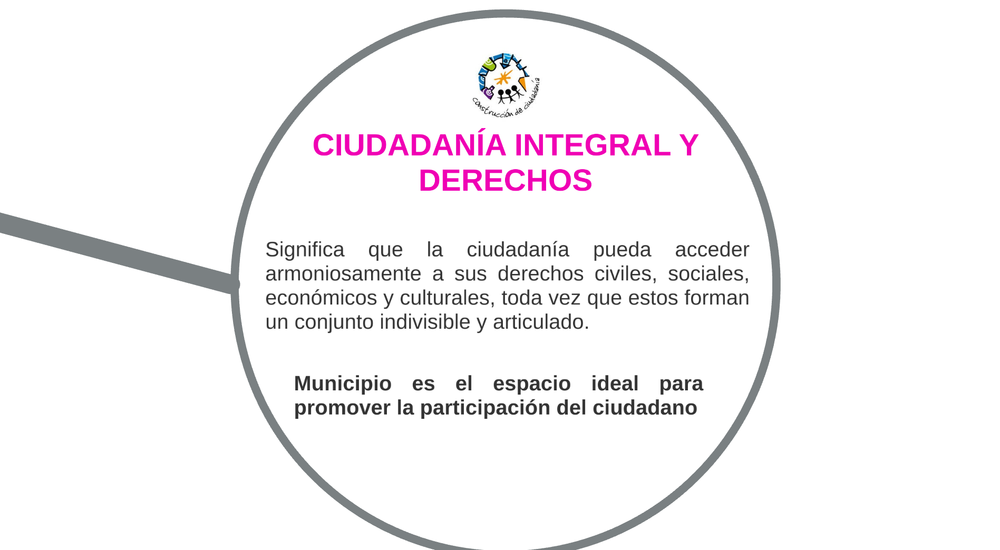 construcción de ciudadanía
CIUDADANÍA INTEGRAL Y
DERECHOS
Significa que la ciudadanía pueda acceder
armoniosamente a sus derechos civiles, sociales,
económicos y culturales, toda vez que estos forman
un conjunto indivisible y articulado.
Municipio es el espacio ideal para
promover la participación del ciudadano